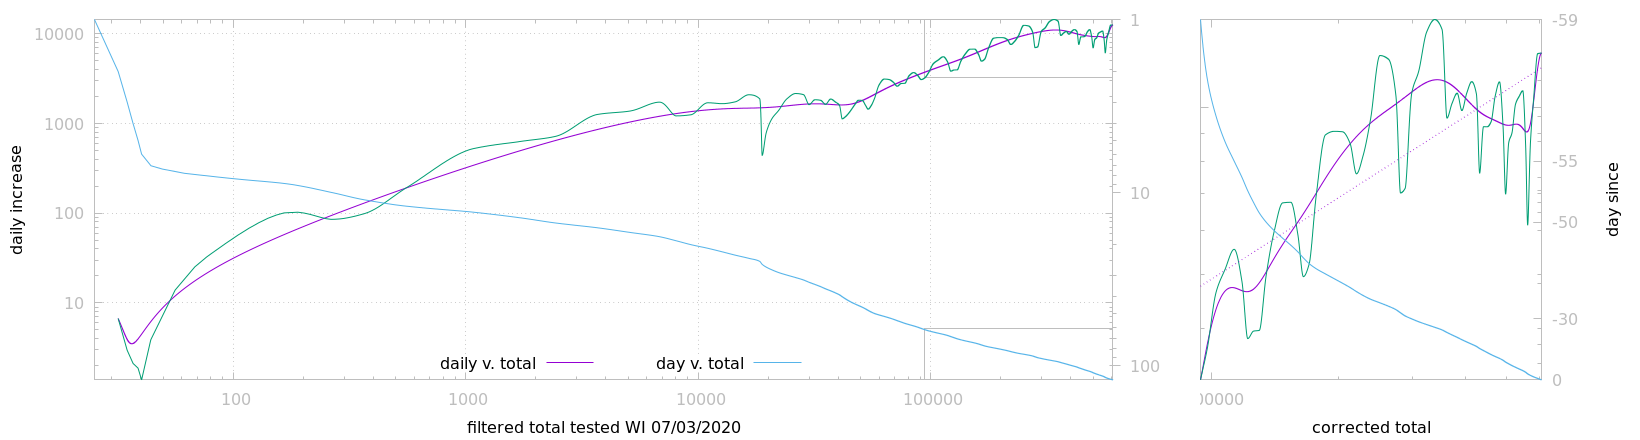 daily increase
10000
1000
100
10
daily v. total
day v. total
100
1000
10000
100000
filtered total tested WI 07/03/2020
1
10
100
00000
corrected total
-59
-55
-50
-30
0
day since